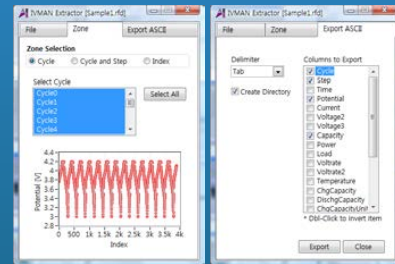 IVMAN Extractor [Sample1.rfd]
File
Zone
Export ASCII
Zone Selection
Cycle
Cycle and Step
Index
Select Cycle
Cycle0
Cycle1
Cycle2
Cycle3
Cycle4
Select All
Potential [V]
4.4
4.2
4
3.8
3.6
3.4
3.2
3
2.8
0 500 1k 1.5k 2k 2.5k 3k 3.5k 4k
Index
IVMAN Extractor [Sample1.rfd]
File
Zone
Export ASCII
Delimiter
Tab
Create Directory
Columns to Export
Cycle
Step
Time
Potential
Current
Voltage2
Voltage3
Capacity
Power
Load
Voltrate
Voltrate2
Temperature
ChgCapacity
DischgCapacity
ChgCapacityUnit
* Dbl-Click to invert item
Export
Close